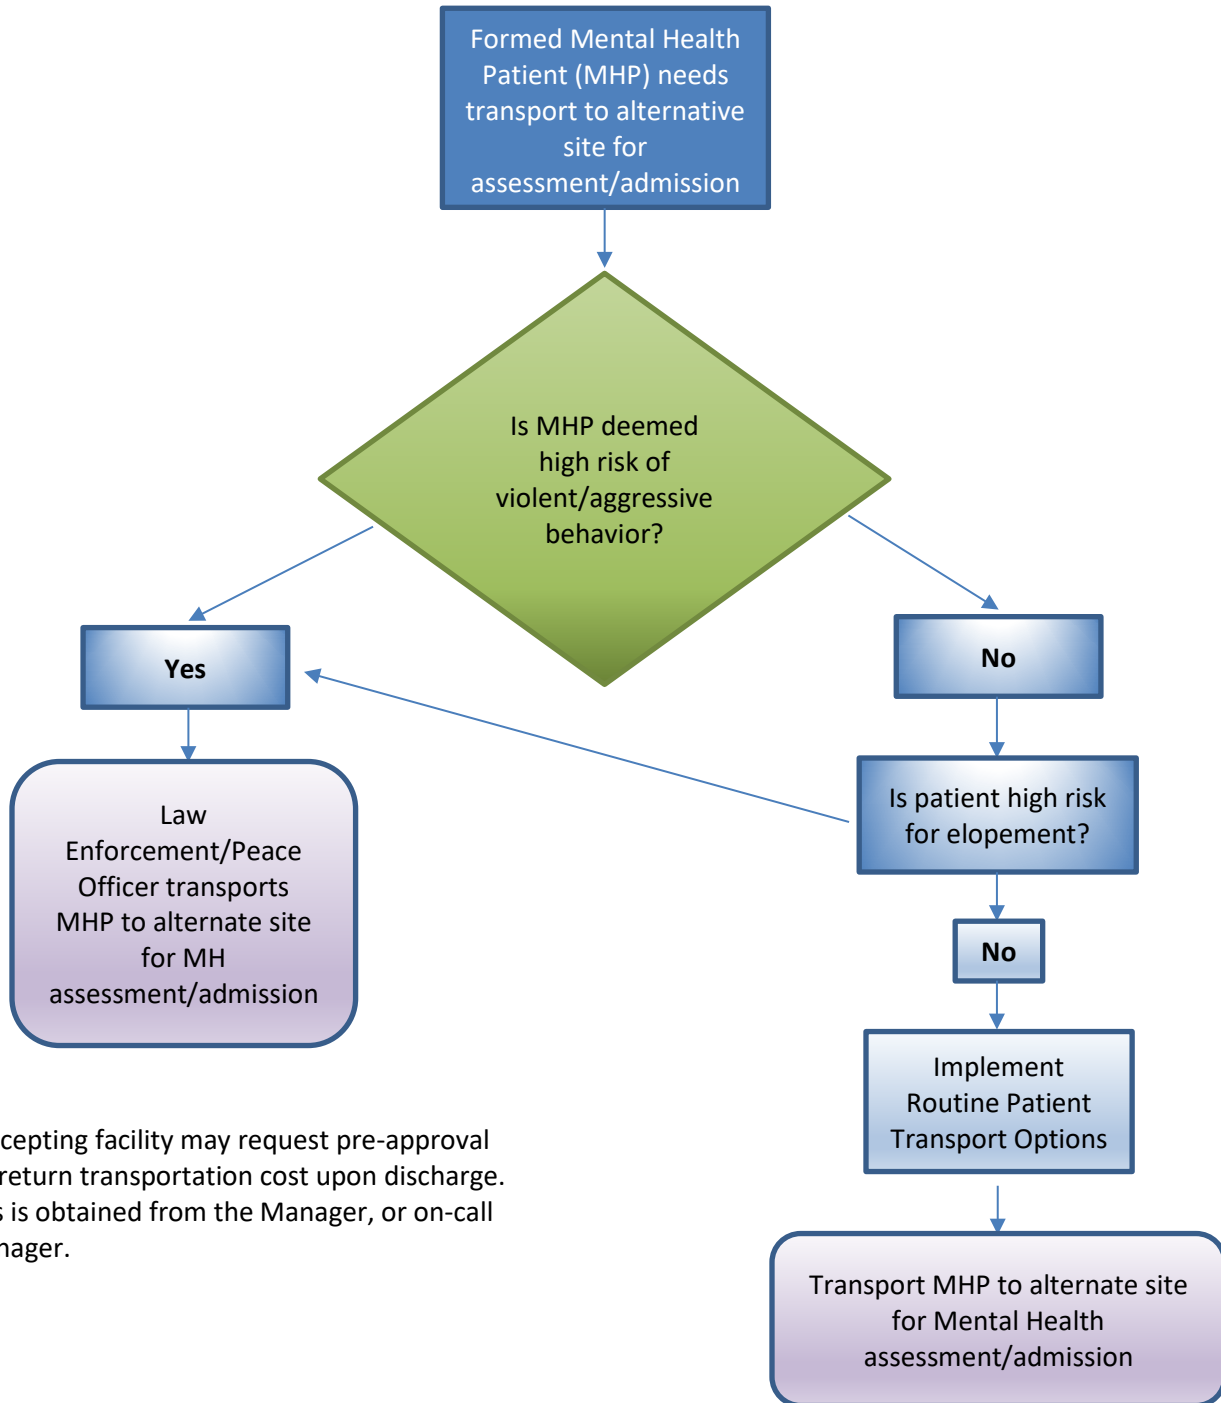 Formed Mental Health
Patient (MHP) needs
transport to alternative
site for
assessment/admission
Is MHP deemed
high risk of
violent/aggressive
behavior?
Yes
No
Law
Enforcement/Peace
Officer transports
MHP to alternate site
for MH
assessment/admission
Is patient high risk
for elopement?
No
Implement
Routine Patient
Transport Options
cepting facility may request pre-approval
return transportation cost upon discharge.
s is obtained from the Manager, or on-call
nager.
Transport MHP to alternate site
for Mental Health
assessment/admission